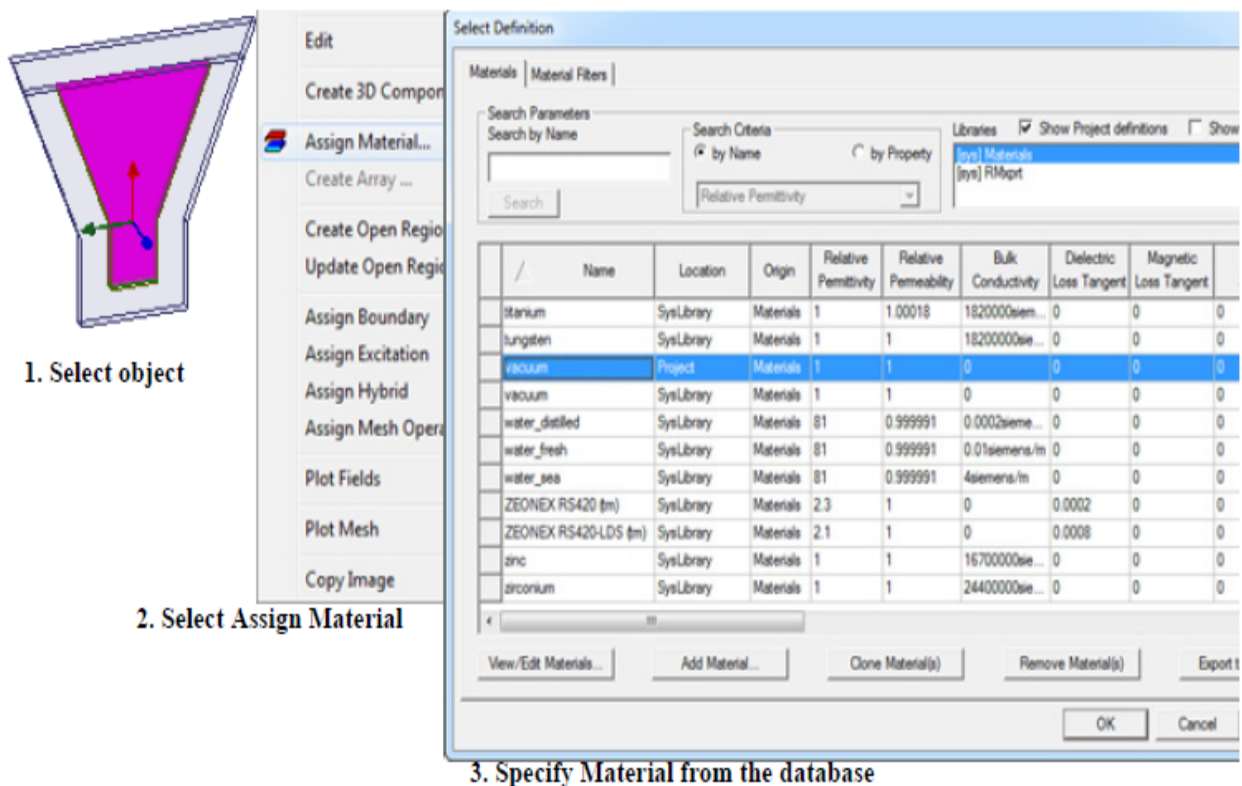 1. Select object
Edit
Create 3D Compon
Assign Material...
Create Array ...
Create Open Regio
Update Open Regio
Assign Boundary
Assign Excitation
Assign Hybrid
Assign Mesh Opera
Plot Fields
Plot Mesh
Copy Image
2. Select Assign Material
Select Definition
Materials Material Filters
Search Parameters
Search by Name
Search
Search Criteria
by Name by Property
Relative Permittivity
Libraries Show Project definitions Show
[sys] Materials
[sys] RMxprt
/ Name Location Origin Relative Permittivity Relative Permeability Bulk Conductivity Dielectric Loss Tangent Magnetic Loss Tangent
titanium SysLibrary Materials 1 1.00018 1820000siem... 0 0 0
tungsten SysLibrary Materials 1 1 18200000sie... 0 0 0
vacuum Project Materials 1 1 0 0 0 0
vacuum SysLibrary Materials 1 1 0 0 0 0
water_distilled SysLibrary Materials 81 0.999991 0.0002sieme... 0 0 0
water_fresh SysLibrary Materials 81 0.999991 0.01siemens/m 0 0 0
water_sea SysLibrary Materials 81 0.999991 4siemens/m 0 0 0
ZEONEX RS420 (tm) SysLibrary Materials 2.3 1 0 0.0002 0 0
ZEONEX RS420-LDS (tm) SysLibrary Materials 2.1 1 0 0.0008 0 0
zinc SysLibrary Materials 1 1 16700000sie... 0 0 0
zirconium SysLibrary Materials 1 1 24400000sie... 0 0 0
View/Edit Materials... Add Material... Clone Material(s) Remove Material(s) Export t
OK Cancel
3. Specify Material from the database